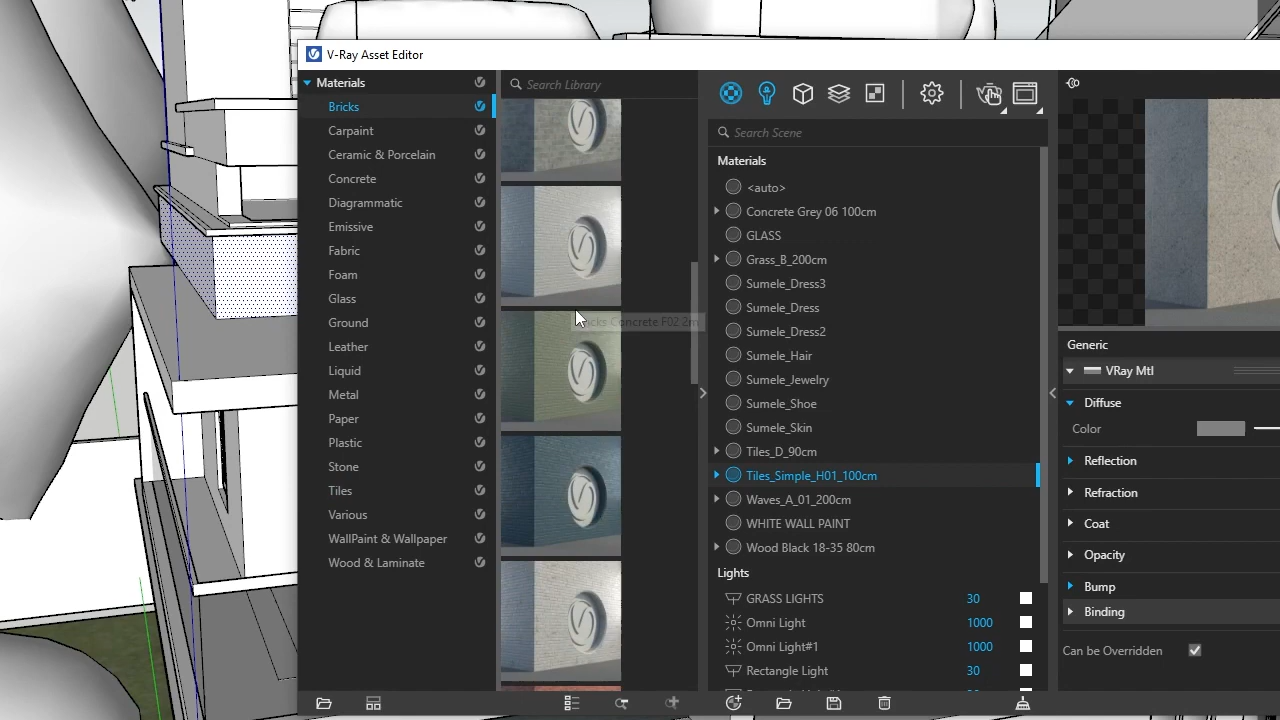 V-Ray Asset Editor
Materials
Bricks
Carpaint
Ceramic & Porcelain
Concrete
Diagrammatic
Emissive
Fabric
Foam
Glass
Ground
Leather
Liquid
Metal
Paper
Plastic
Stone
Tiles
Various
WallPaint & Wallpaper
Wood & Laminate
Search Library
Concrete F02 2m
Search Scene
Materials
<auto>
Concrete Grey 06 100cm
GLASS
Grass_B_200cm
Sumele_Dress3
Sumele_Dress
Sumele_Dress2
Sumele_Hair
Sumele_Jewelry
Sumele_Shoe
Sumele_Skin
Tiles_D_90cm
Tiles_Simple_H01_100cm
Waves_A_01_200cm
WHITE WALL PAINT
Wood Black 18-35 80cm
Lights
GRASS LIGHTS 30
Omni Light 1000
Omni Light#1 1000
Rectangle Light 30
Generic
VRay Mtl
Diffuse
Color
Reflection
Refraction
Coat
Opacity
Bump
Binding
Can be Overridden